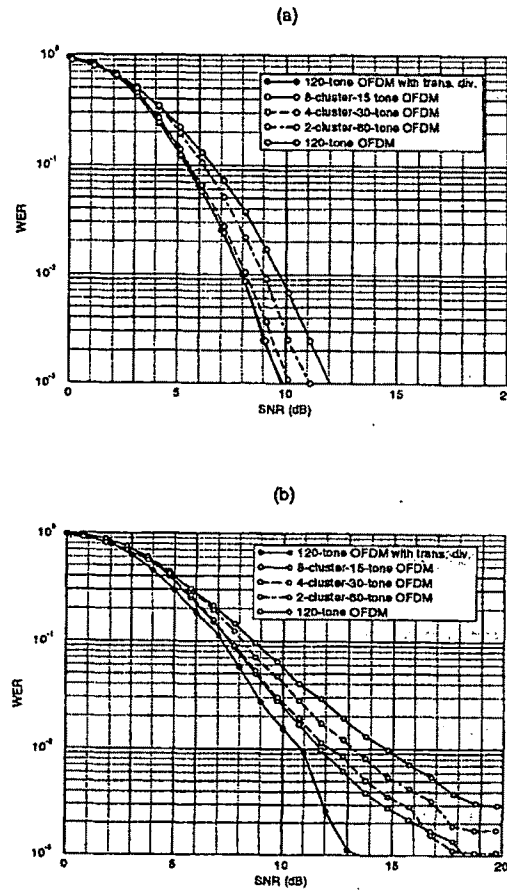 (a)
10⁰
120-tone OFDM with trans. div.
8-cluster-15 tone OFDM
4-cluster-30-tone OFDM
2-cluster-60-tone OFDM
120-tone OFDM
10⁻¹
WER
10⁻²
10⁻³
0 5 10 15 20
SNR (dB)
(b)
10⁰
120-tone OFDM with trans. div.
8-cluster-15-tone OFDM
4-cluster-30-tone OFDM
2-cluster-60-tone OFDM
120-tone OFDM
10⁻¹
WER
10⁻²
10⁻³
0 5 10 15 20
SNR (dB)